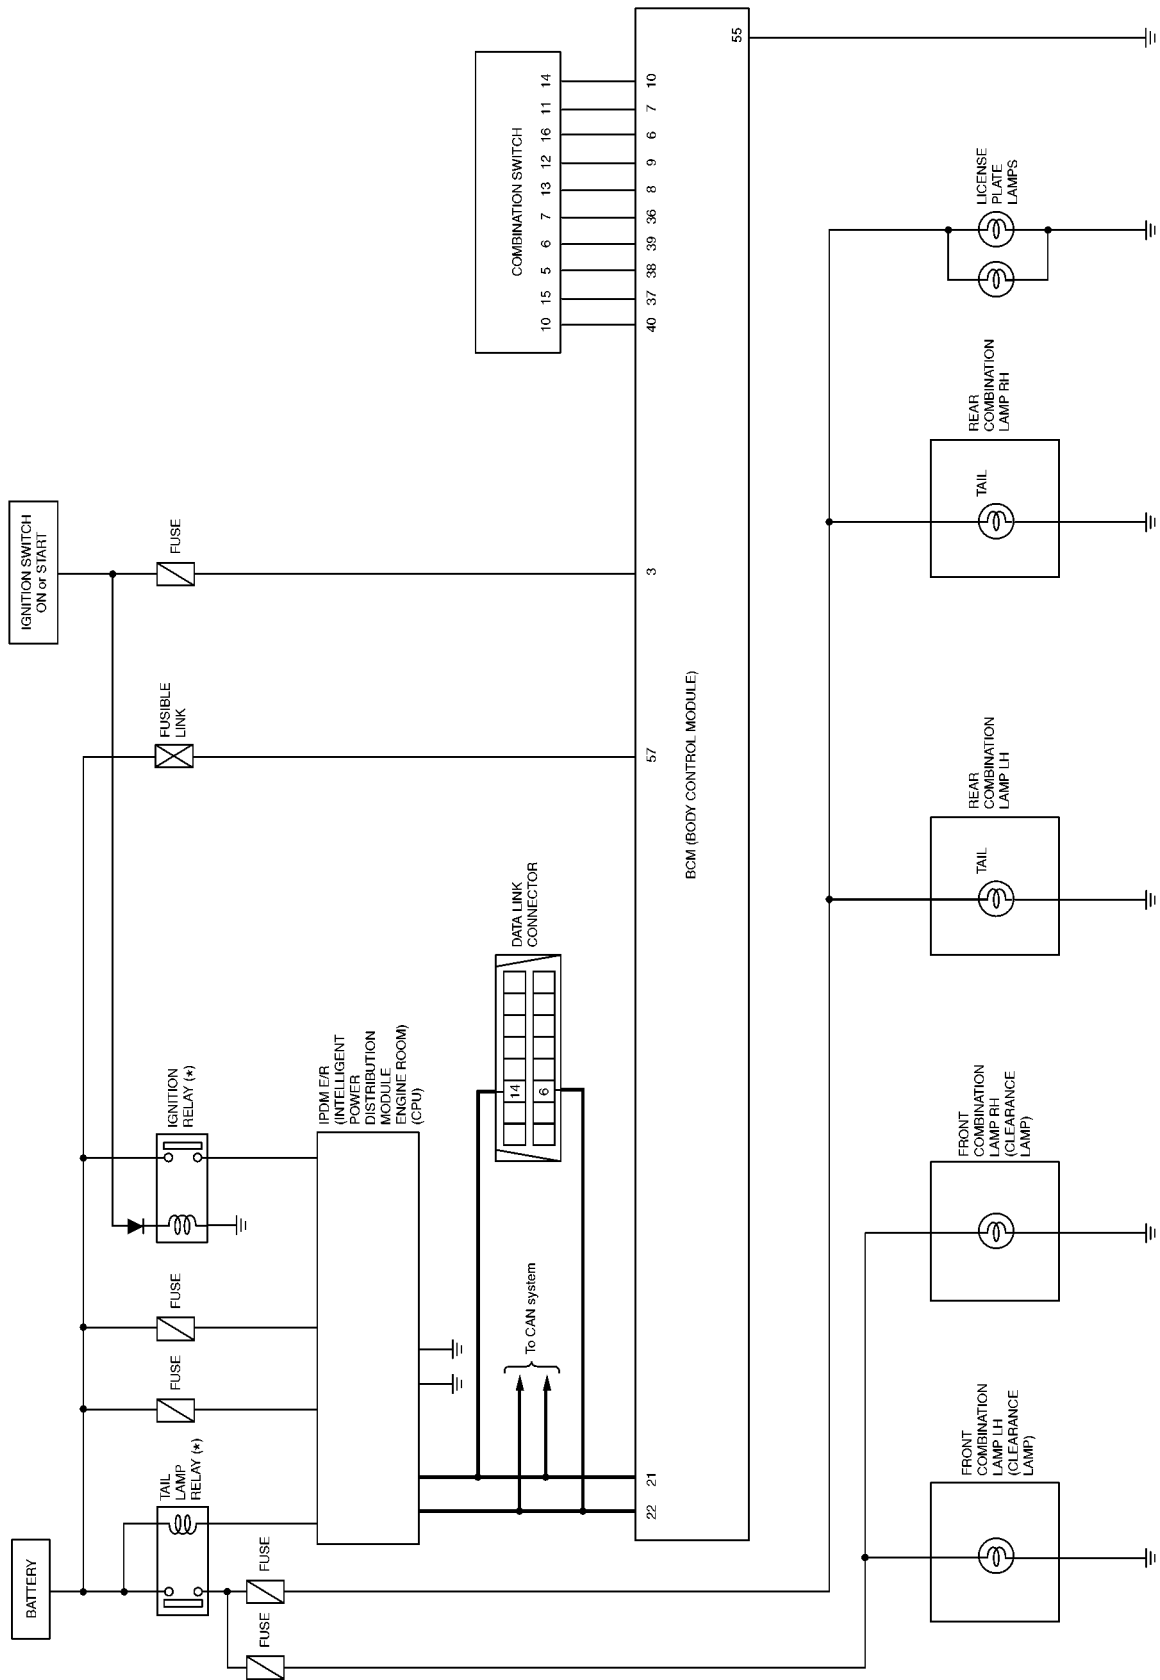 BATTERY
IGNITION SWITCH
ON or START
TAIL
LAMP
RELAY (★)
FUSE
FUSE
IGNITION
RELAY (★)
FUSIBLE
LINK
FUSE
FUSE
FUSE
IPDM E/R
(INTELLIGENT
POWER
DISTRIBUTION
MODULE
ENGINE ROOM)
(CPU)
COMBINATION SWITCH
10 15 5 6 7 13 12 16 11 14
DATA LINK
CONNECTOR
14
6
To CAN system
22 21 57 3 40 37 38 39 36 8 9 6 7 10 55
BCM (BODY CONTROL MODULE)
FRONT
COMBINATION
LAMP LH
(CLEARANCE
LAMP)
FRONT
COMBINATION
LAMP RH
(CLEARANCE
LAMP)
REAR
COMBINATION
LAMP LH
TAIL
REAR
COMBINATION
LAMP RH
TAIL
LICENSE
PLATE
LAMPS